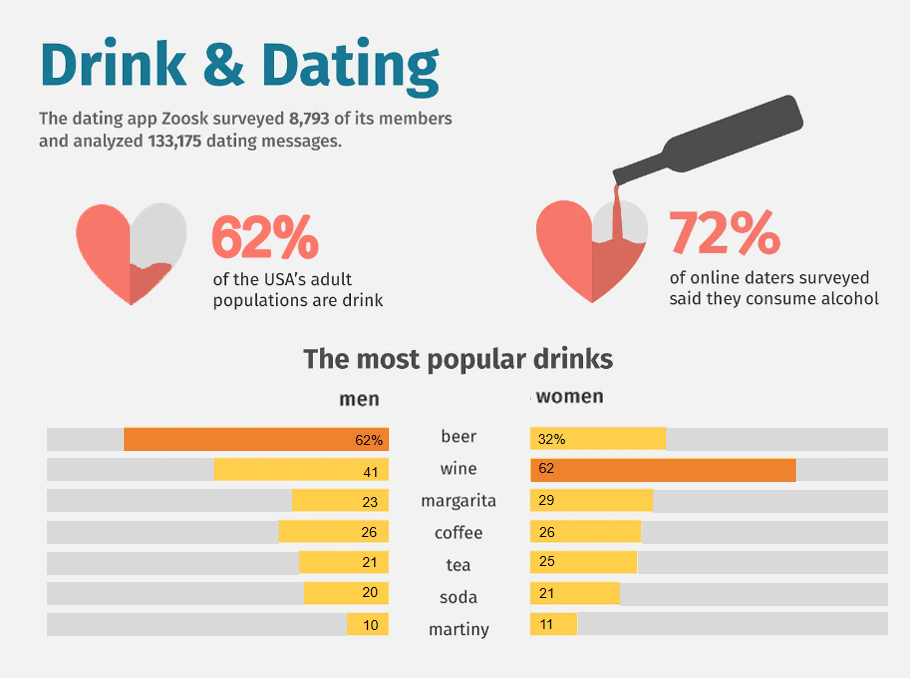 Drink & Dating
The dating app Zoosk surveyed 8,793 of its members
and analyzed 133,175 dating messages.
62%
of the USA's adult
populations are drink
72%
of online daters surveyed
said they consume alcohol
The most popular drinks
men
women
62% beer 32%
41 wine 62
23 margarita 29
26 coffee 26
21 tea 25
20 soda 21
10 martiny 11